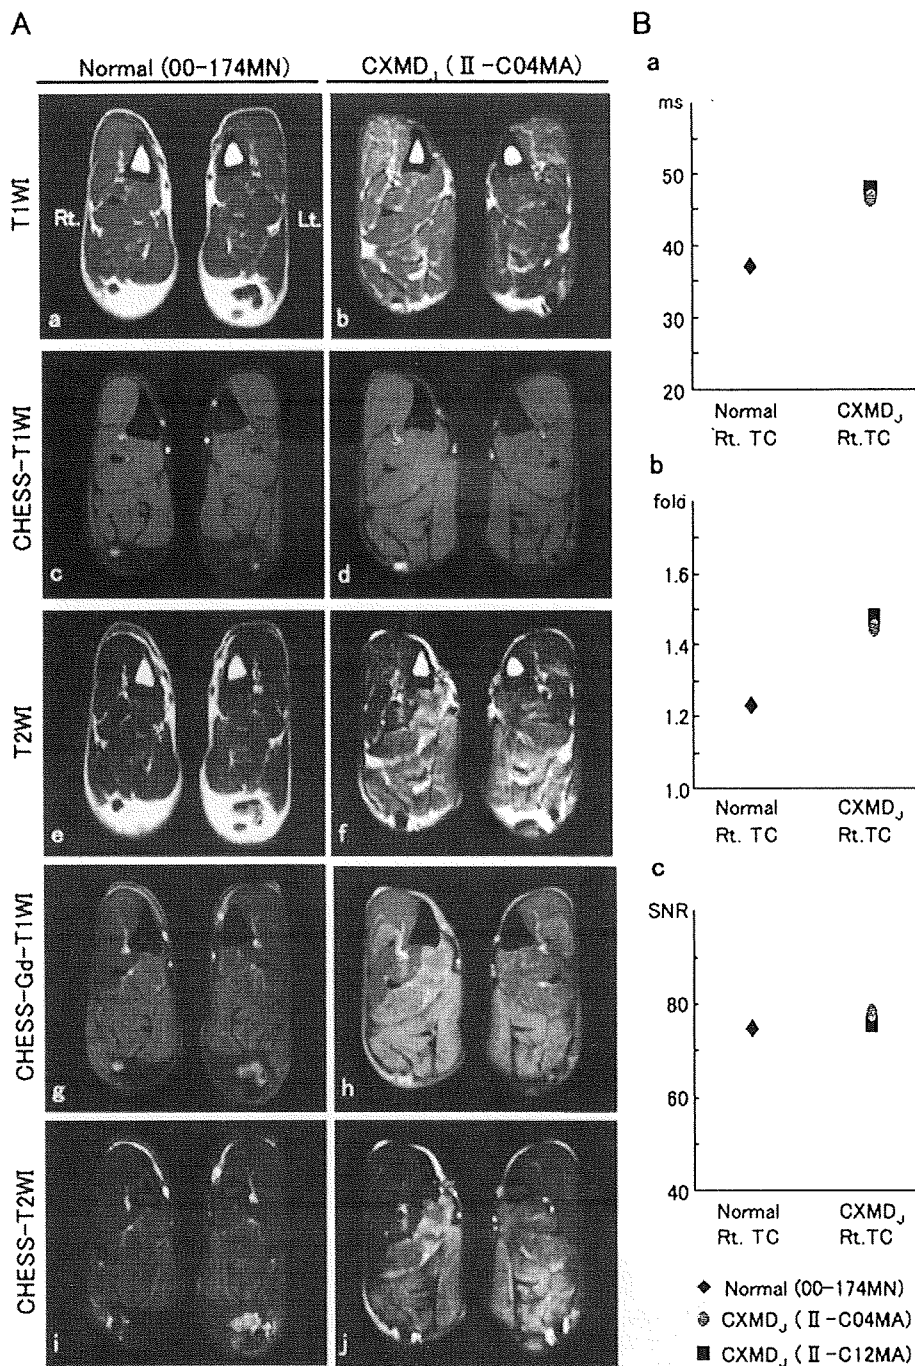 A
Normal (00-174MN)
CXMDJ (Ⅱ-C04MA)
T1WI
Rt.
Lt.
a
b
CHESS-T1WI
c
d
T2WI
e
f
CHESS-Gd-T1WI
g
h
CHESS-T2WI
i
j
B
a
ms
50
40
30
20
Normal
Rt. TC
CXMDJ
Rt.TC
b
fold
1.6
1.4
1.2
1.0
Normal
Rt. TC
CXMDJ
Rt.TC
c
SNR
80
60
40
Normal
Rt. TC
CXMDJ
Rt.TC
Normal (00-174MN)
CXMDJ (Ⅱ-C04MA)
CXMDJ (Ⅱ-C12MA)